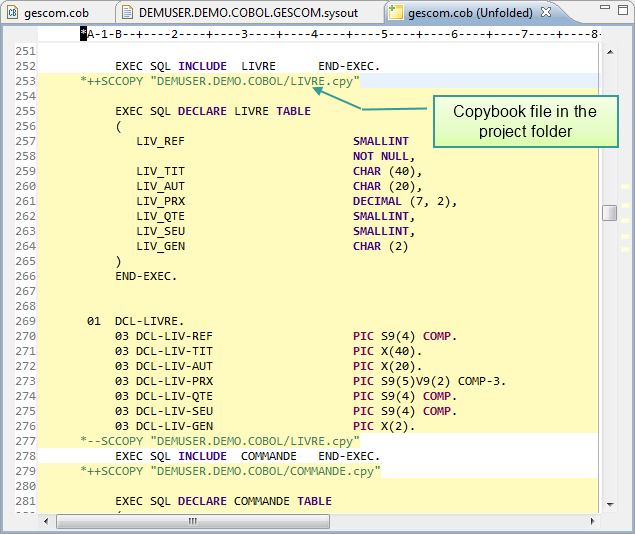 gescom.cob DEMUSER.DEMO.COBOL.GESCOM.sysout gescom.cob (Unfolded)
*A-1-B--+----2----+----3----+----4----+----5----+----6----+----7----+----8-
251
252 EXEC SQL INCLUDE LIVRE END-EXEC.
253 *++SCCOPY "DEMUSER.DEMO.COBOL/LIVRE.cpy"
254
255 EXEC SQL DECLARE LIVRE TABLE
256 (
257 LIV_REF SMALLINT
258 NOT NULL,
259 LIV_TIT CHAR (40),
260 LIV_AUT CHAR (20),
261 LIV_PRX DECIMAL (7, 2),
262 LIV_QTE SMALLINT,
263 LIV_SEU SMALLINT,
264 LIV_GEN CHAR (2)
265 )
266 END-EXEC.
267
268
269 01 DCL-LIVRE.
270 03 DCL-LIV-REF PIC S9(4) COMP.
271 03 DCL-LIV-TIT PIC X(40).
272 03 DCL-LIV-AUT PIC X(20).
273 03 DCL-LIV-PRX PIC S9(5)V9(2) COMP-3.
274 03 DCL-LIV-QTE PIC S9(4) COMP.
275 03 DCL-LIV-SEU PIC S9(4) COMP.
276 03 DCL-LIV-GEN PIC X(2).
277 *--SCCOPY "DEMUSER.DEMO.COBOL/LIVRE.cpy"
278 EXEC SQL INCLUDE COMMANDE END-EXEC.
279 *++SCCOPY "DEMUSER.DEMO.COBOL/COMMANDE.cpy"
280
281 EXEC SQL DECLARE COMMANDE TABLE
Copybook file in the
project folder